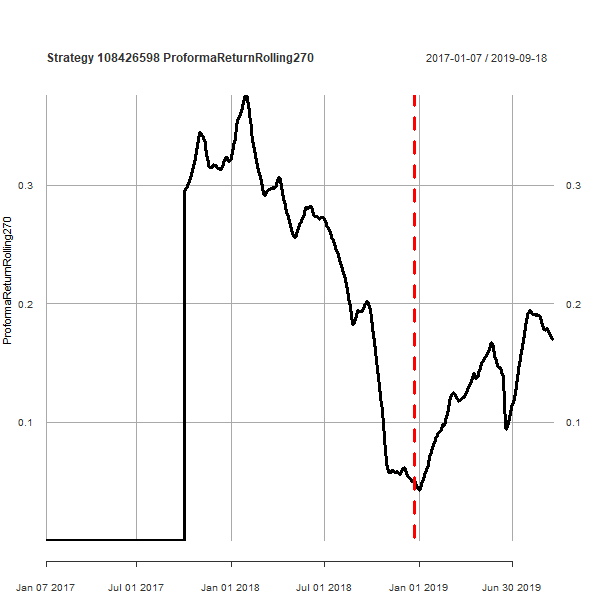 Strategy 108426598 ProformaReturnRolling270
2017-01-07 / 2019-09-18
ProformaReturnRolling270
0.3
0.3
0.2
0.2
0.1
0.1
Jan 07 2017
Jul 01 2017
Jan 01 2018
Jul 01 2018
Jan 01 2019
Jun 30 2019